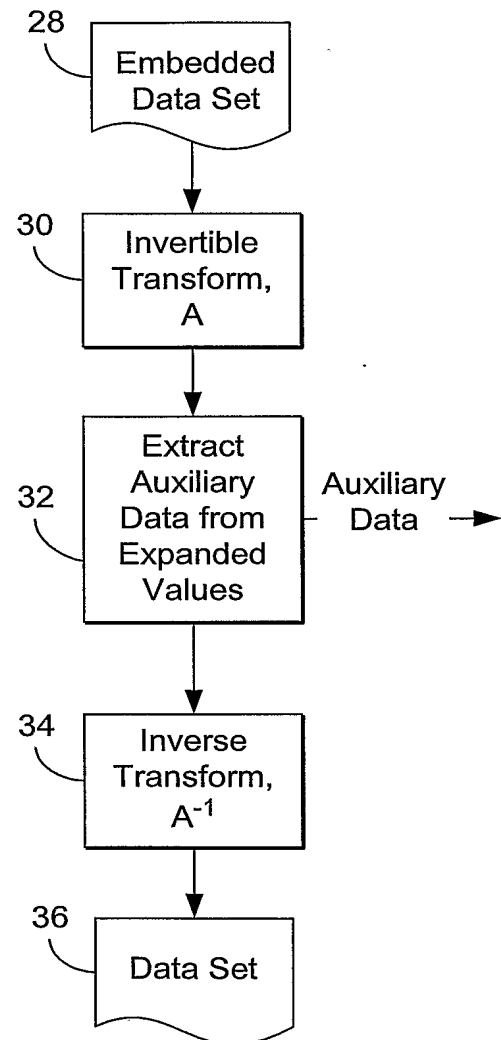 28
Embedded
Data Set
30
Invertible
Transform,
A
32
Extract
Auxiliary
Data from
Expanded
Values
Auxiliary
Data
34
Inverse
Transform,
A-1
36
Data Set